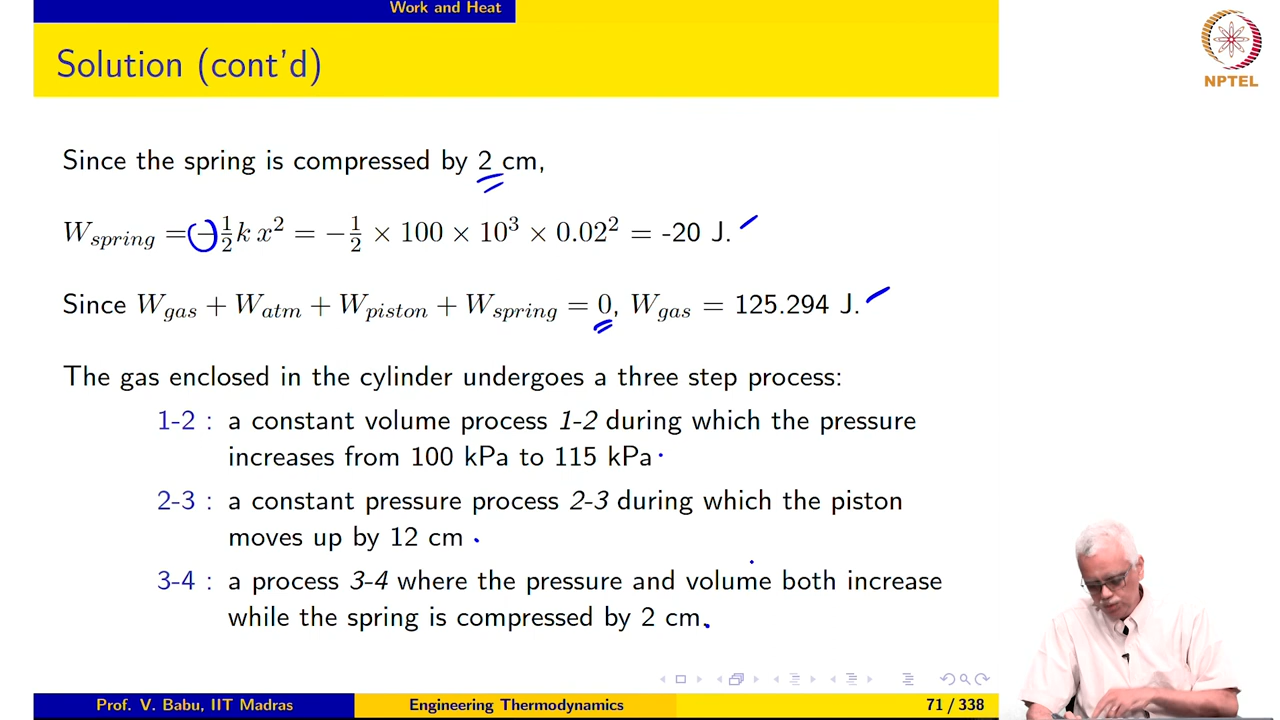 Work and Heat
Solution (cont'd)
NPTEL
Since the spring is compressed by 2 cm,
W_spring = −½ k x² = −½ × 100 × 10³ × 0.02² = -20 J.
Since W_gas + W_atm + W_piston + W_spring = 0, W_gas = 125.294 J.
The gas enclosed in the cylinder undergoes a three step process:
1-2 : a constant volume process 1-2 during which the pressure
increases from 100 kPa to 115 kPa
2-3 : a constant pressure process 2-3 during which the piston
moves up by 12 cm
3-4 : a process 3-4 where the pressure and volume both increase
while the spring is compressed by 2 cm.
Prof. V. Babu, IIT Madras Engineering Thermodynamics 71 / 338